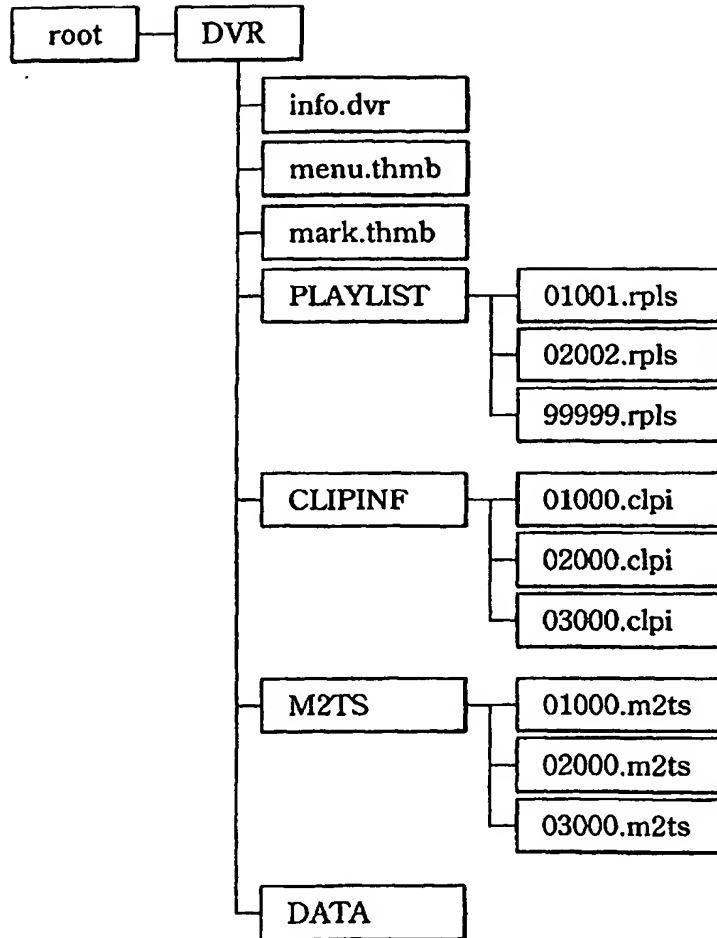 root DVR
info.dvr
menu.thmb
mark.thmb
PLAYLIST 01001.rpls
02002.rpls
99999.rpls
CLIPINF 01000.clpi
02000.clpi
03000.clpi
M2TS 01000.m2ts
02000.m2ts
03000.m2ts
DATA